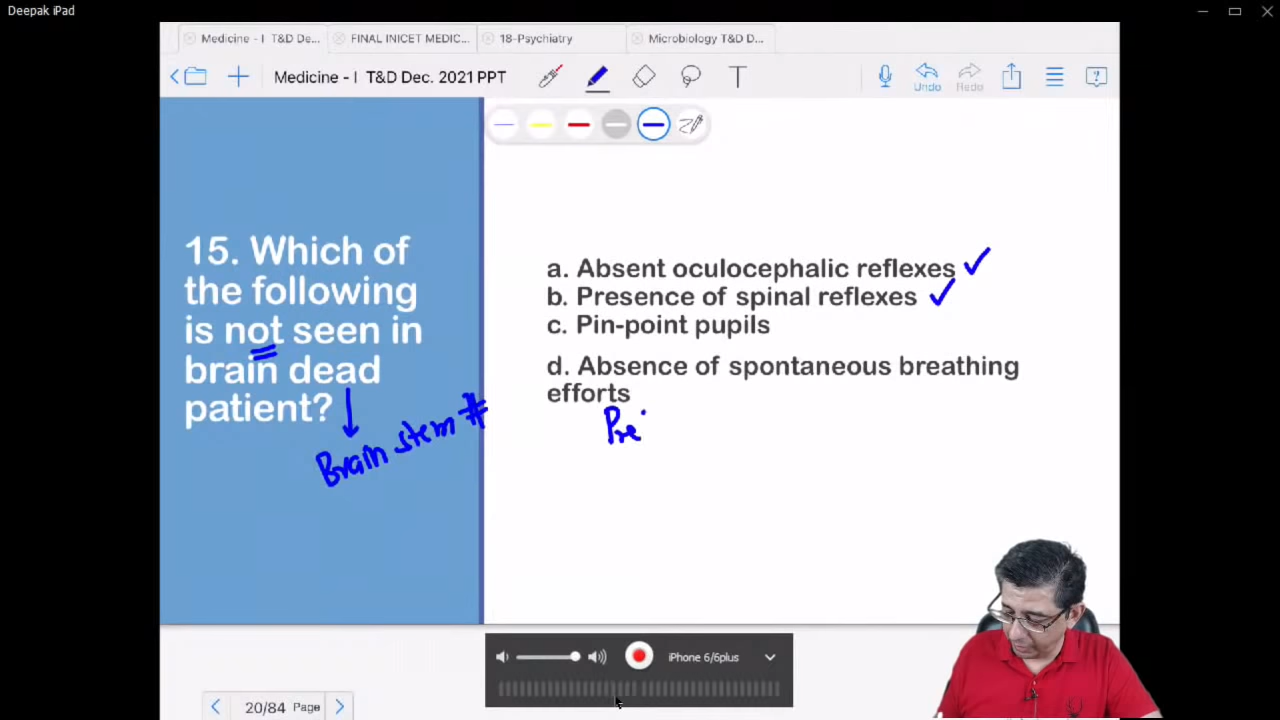 Deepak iPad
Medicine - I T&D De...
FINAL INICET MEDIC...
18-Psychiatry
Microbiology T&D D...
Medicine - I T&D Dec. 2021 PPT
T
Undo
Redo
?
15. Which of
the following
is not seen in
brain dead
patient?
Brain stem #
a. Absent oculocephalic reflexes ✓
b. Presence of spinal reflexes ✓
c. Pin-point pupils
d. Absence of spontaneous breathing
efforts
Pre
iPhone 6/6plus
20/84 Page